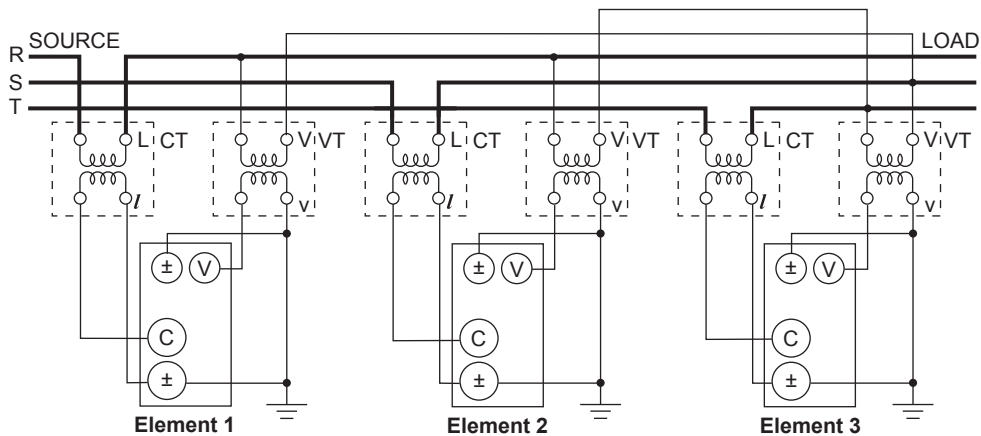 SOURCE LOAD
R
S
T
L CT V VT L CT V VT L CT V VT
l v l v l v
± V ± V ± V
C C C
± ± ±
Element 1 Element 2 Element 3